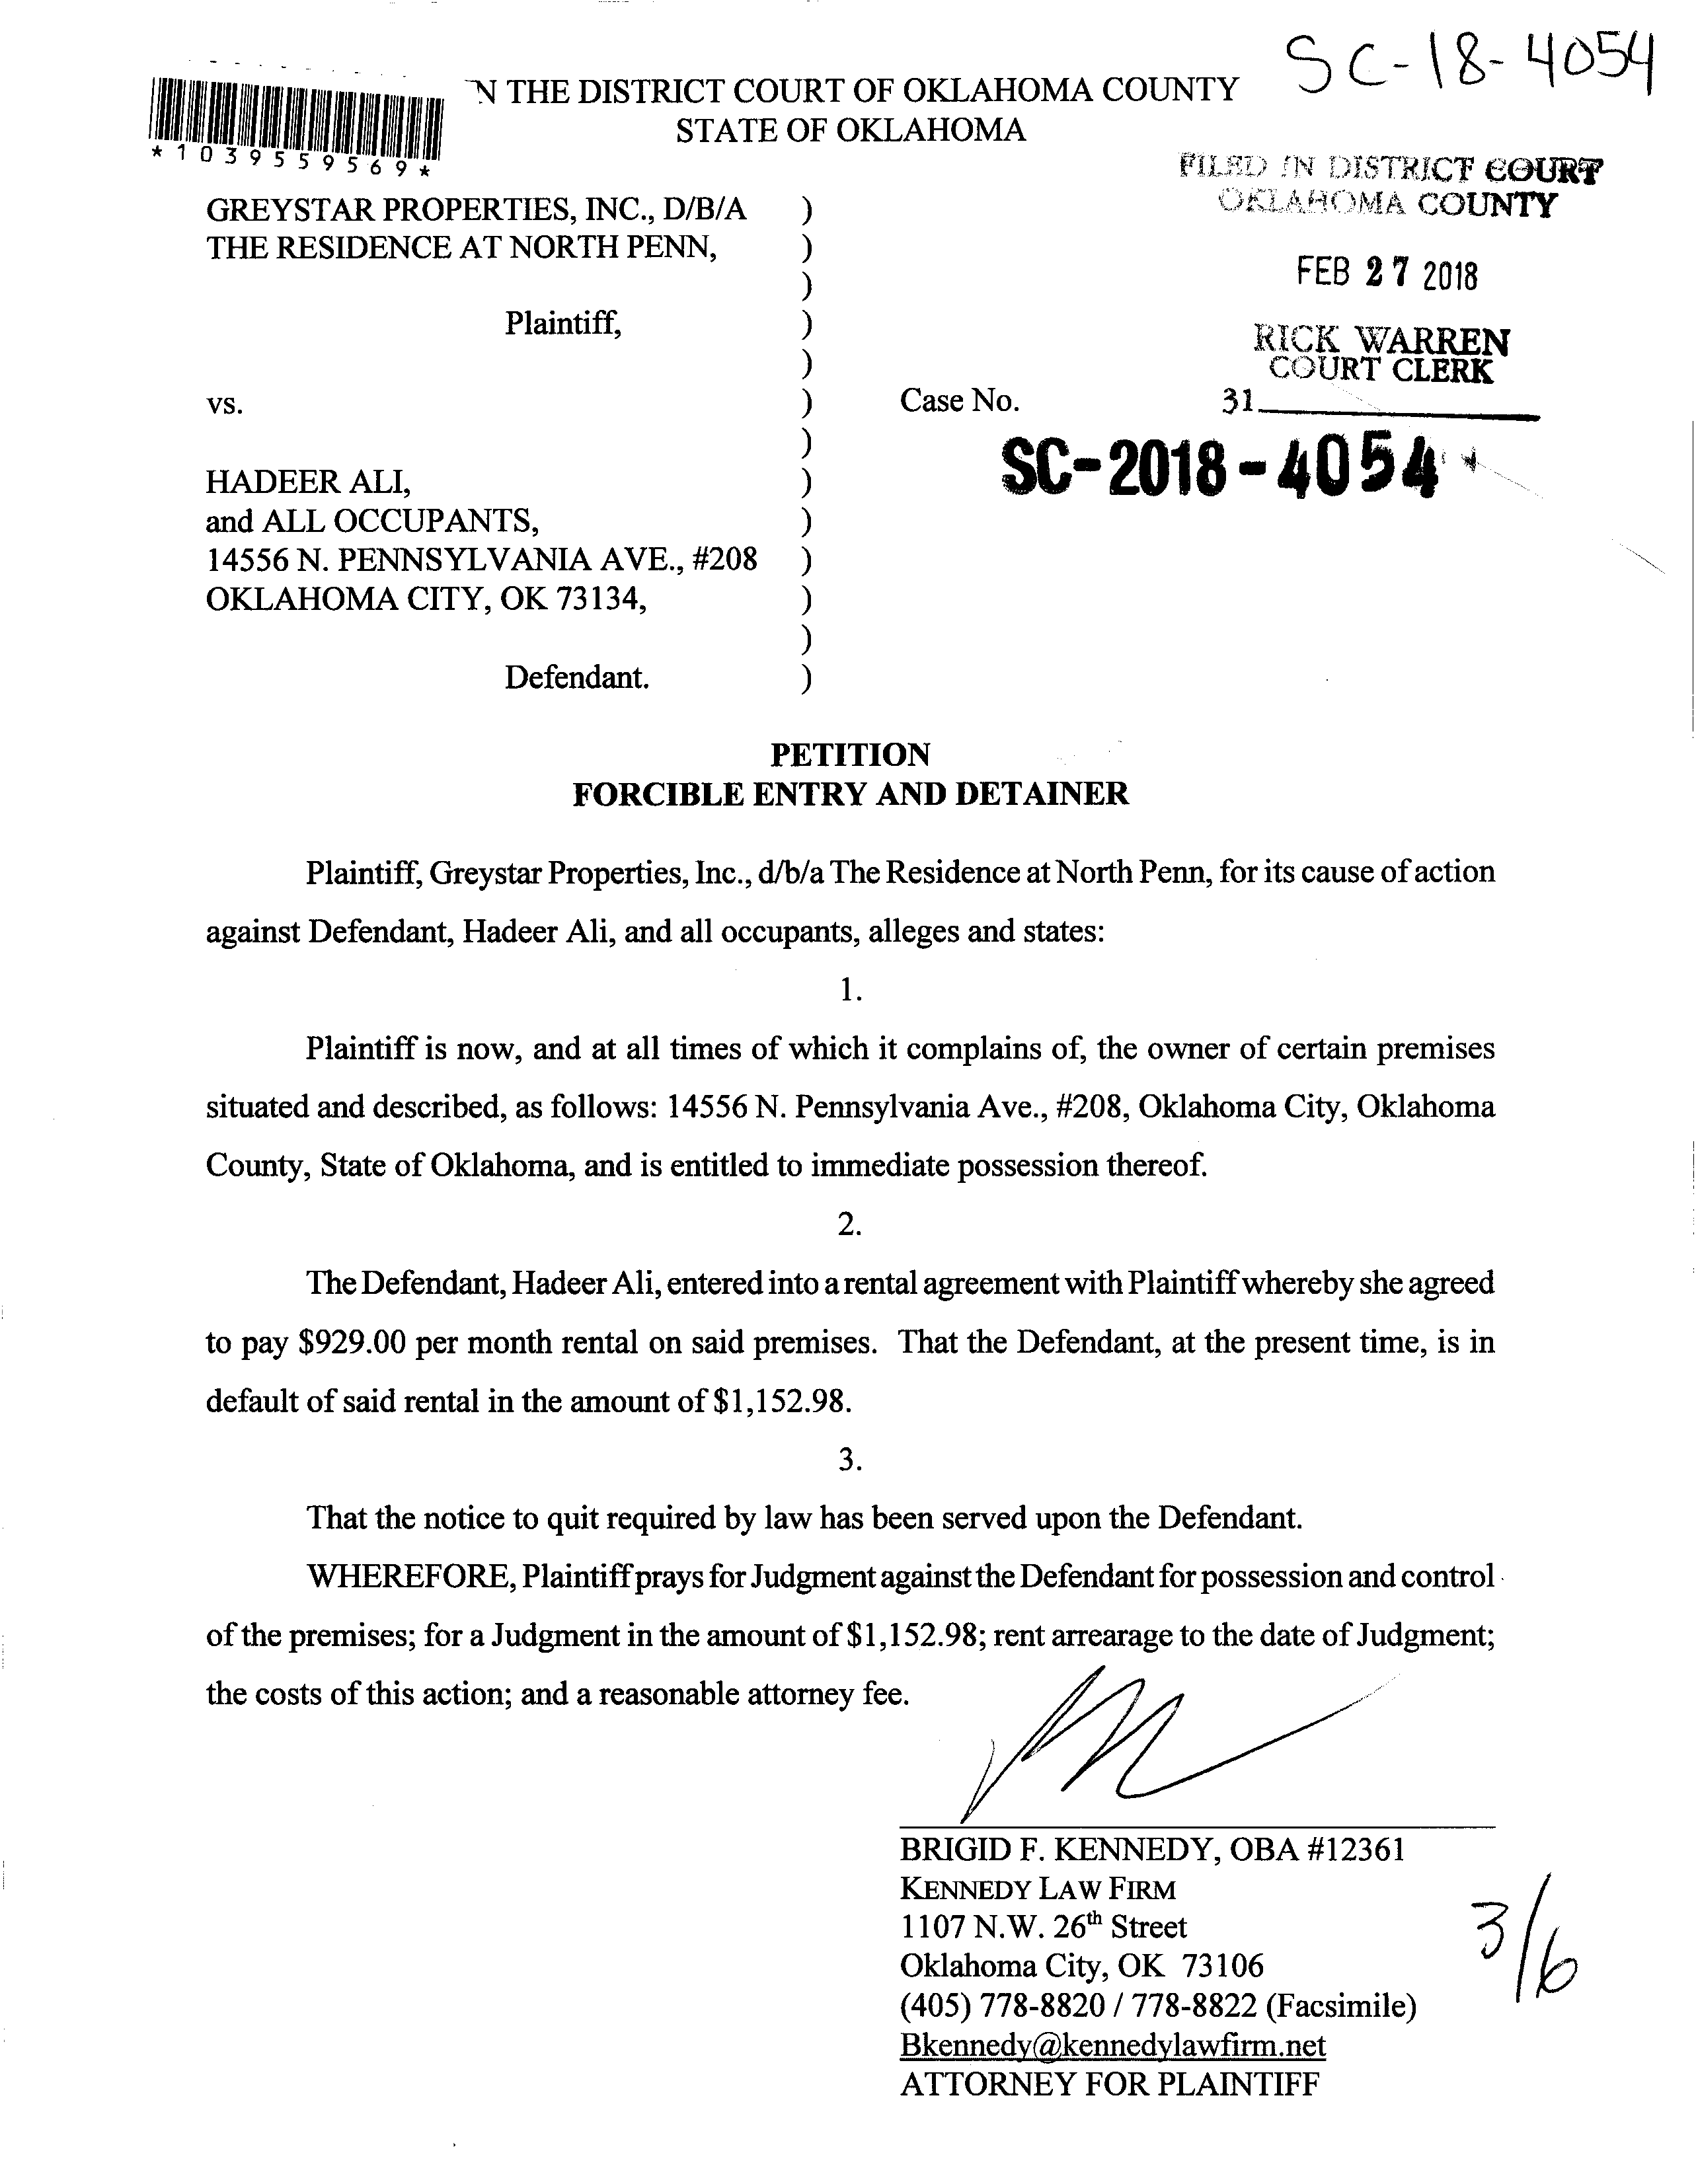 SC-18-4054
*1039559569*
N THE DISTRICT COURT OF OKLAHOMA COUNTY
STATE OF OKLAHOMA
FILED IN DISTRICT COURT
OKLAHOMA COUNTY
FEB 27 2018
RICK WARREN
COURT CLERK
31
GREYSTAR PROPERTIES, INC., D/B/A )
THE RESIDENCE AT NORTH PENN, )
)
Plaintiff, )
)
vs. ) Case No.
)
SC-2018-4054
HADEER ALI, )
and ALL OCCUPANTS, )
14556 N. PENNSYLVANIA AVE., #208 )
OKLAHOMA CITY, OK 73134, )
)
Defendant. )
PETITION
FORCIBLE ENTRY AND DETAINER
Plaintiff, Greystar Properties, Inc., d/b/a The Residence at North Penn, for its cause of action
against Defendant, Hadeer Ali, and all occupants, alleges and states:
1.
Plaintiff is now, and at all times of which it complains of, the owner of certain premises
situated and described, as follows: 14556 N. Pennsylvania Ave., #208, Oklahoma City, Oklahoma
County, State of Oklahoma, and is entitled to immediate possession thereof.
2.
The Defendant, Hadeer Ali, entered into a rental agreement with Plaintiff whereby she agreed
to pay $929.00 per month rental on said premises. That the Defendant, at the present time, is in
default of said rental in the amount of $1,152.98.
3.
That the notice to quit required by law has been served upon the Defendant.
WHEREFORE, Plaintiff prays for Judgment against the Defendant for possession and control
of the premises; for a Judgment in the amount of $1,152.98; rent arrearage to the date of Judgment;
the costs of this action; and a reasonable attorney fee.
BRIGID F. KENNEDY, OBA #12361
KENNEDY LAW FIRM
1107 N.W. 26th Street
Oklahoma City, OK 73106
(405) 778-8820 / 778-8822 (Facsimile)
Bkennedy@kennedylawfirm.net
ATTORNEY FOR PLAINTIFF
3/6